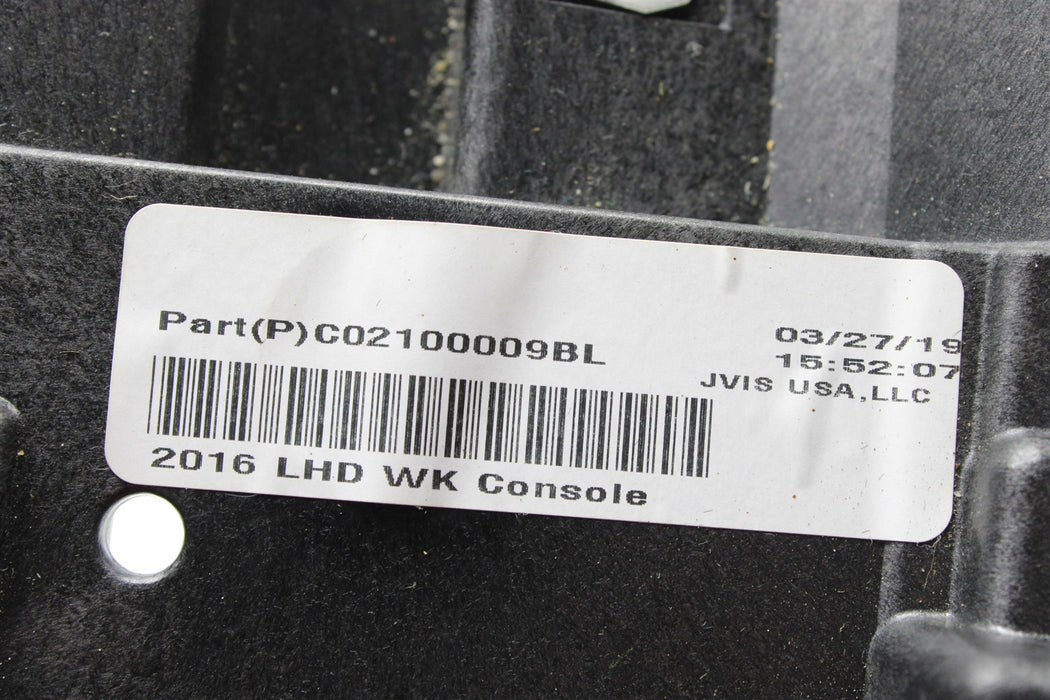 Part(P)C02100009BL
03/27/19
15:52:07
JVIS USA,LLC
2016 LHD WK Console